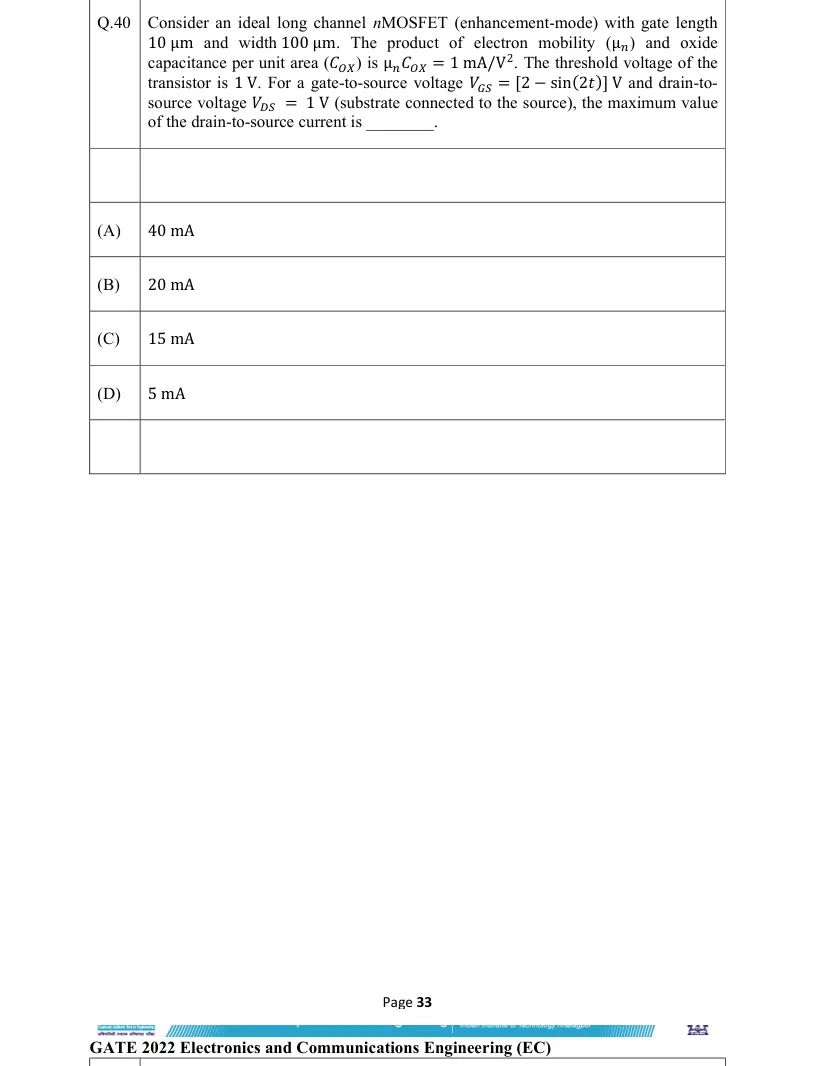 Q.40 Consider an ideal long channel nMOSFET (enhancement-mode) with gate length
10 μm and width 100 μm. The product of electron mobility (μₙ) and oxide
capacitance per unit area (C_OX) is μₙC_OX = 1 mA/V². The threshold voltage of the
transistor is 1 V. For a gate-to-source voltage V_GS = [2 − sin(2t)] V and drain-to-
source voltage V_DS = 1 V (substrate connected to the source), the maximum value
of the drain-to-source current is ________.
(A) 40 mA
(B) 20 mA
(C) 15 mA
(D) 5 mA
Page 33
GATE 2022 Electronics and Communications Engineering (EC)